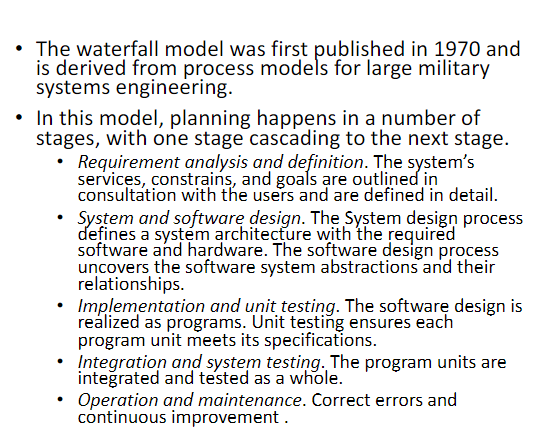 • The waterfall model was first published in 1970 and
is derived from process models for large military
systems engineering.
• In this model, planning happens in a number of
stages, with one stage cascading to the next stage.
• Requirement analysis and definition. The system’s
services, constrains, and goals are outlined in
consultation with the users and are defined in detail.
• System and software design. The System design process
defines a system architecture with the required
software and hardware. The software design process
uncovers the software system abstractions and their
relationships.
• Implementation and unit testing. The software design is
realized as programs. Unit testing ensures each
program unit meets its specifications.
• Integration and system testing. The program units are
integrated and tested as a whole.
• Operation and maintenance. Correct errors and
continuous improvement .